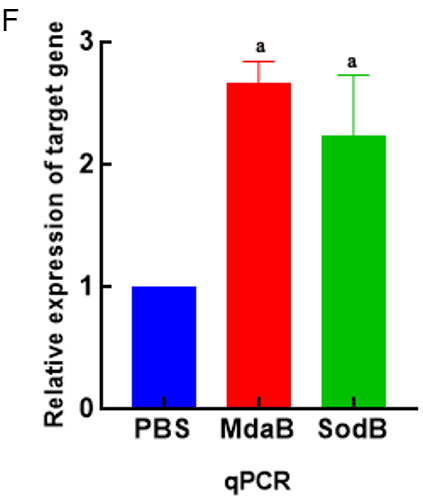 F
Relative expression of target gene
3
2
1
0
a
a
PBS MdaB SodB
qPCR